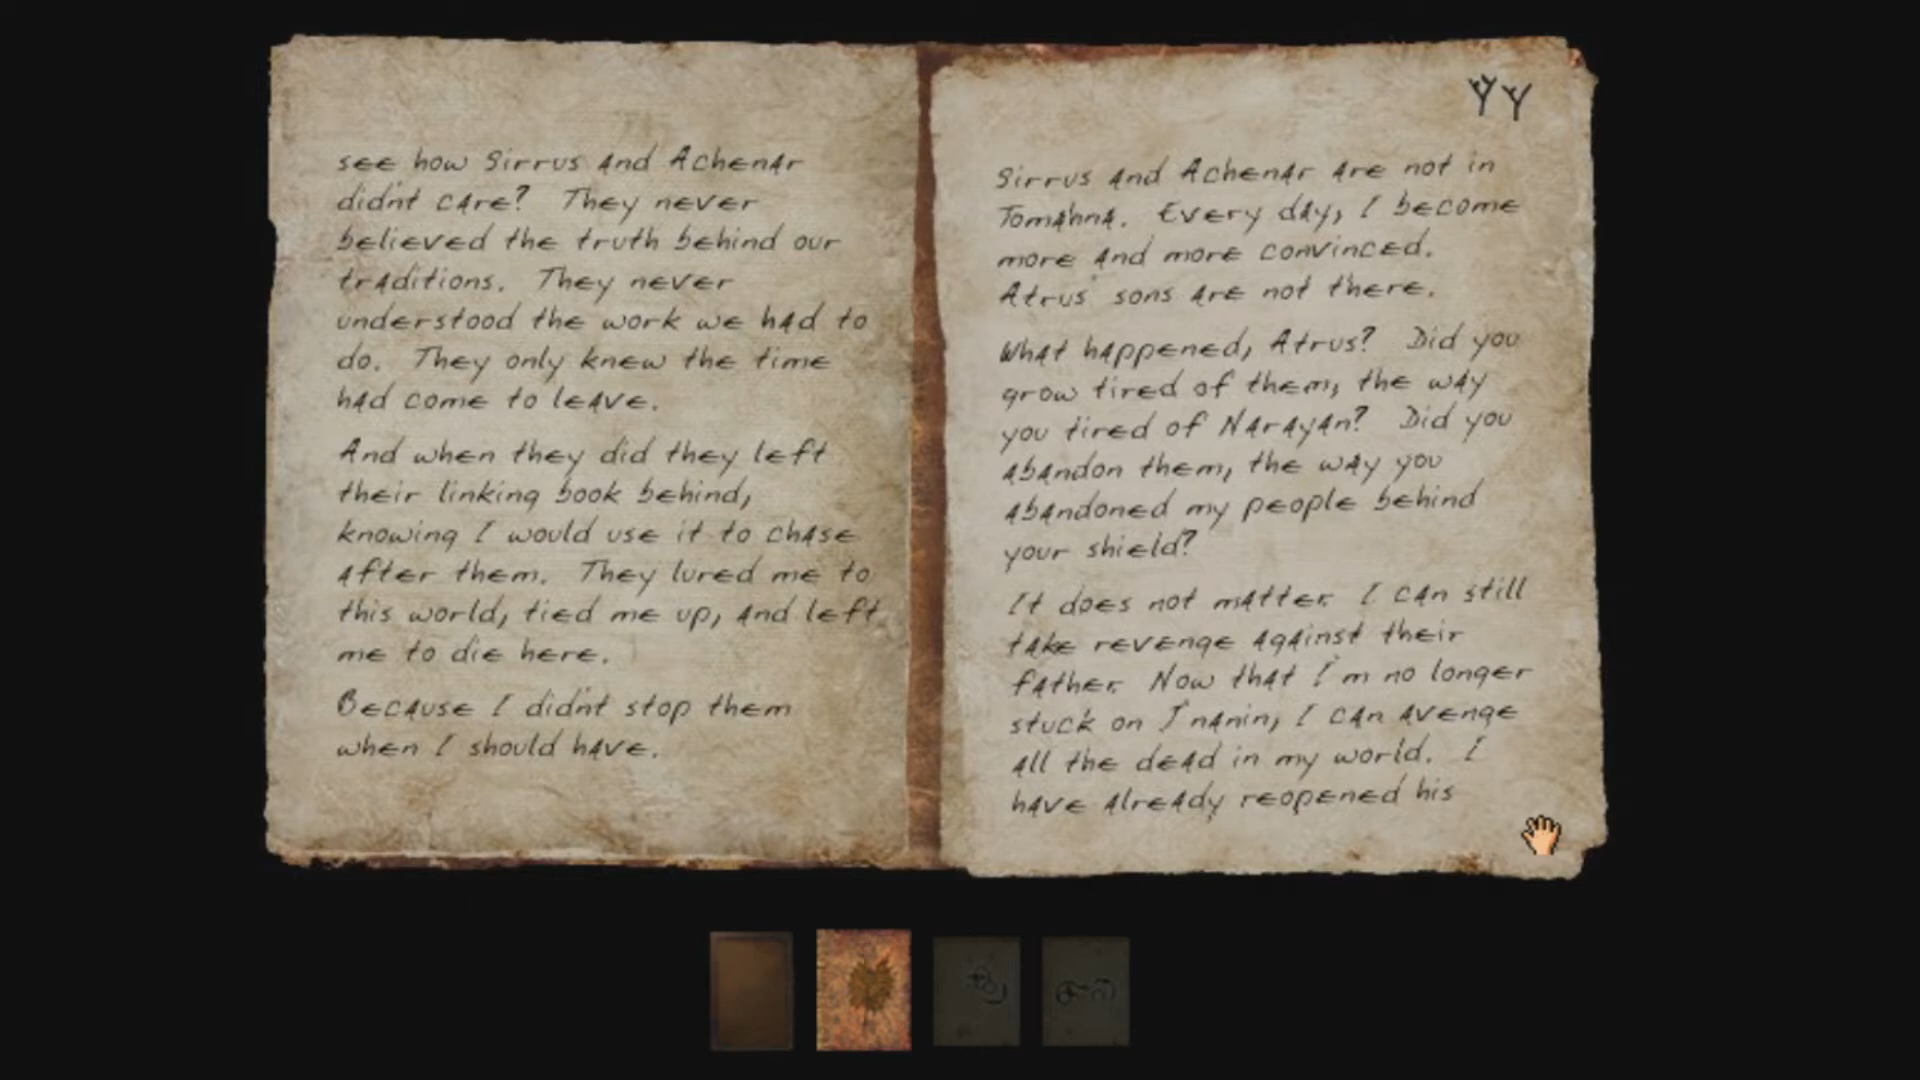 see how Sirrus and Achenar
didn't care? They never
believed the truth behind our
traditions. They never
understood the work we had to
do. They only knew the time
had come to leave.
And when they did they left
their linking book behind,
knowing I would use it to chase
after them. They lured me to
this world, tied me up, and left
me to die here.
Because I didn't stop them
when I should have.
Sirrus and Achenar are not in
Tomahna. Every day, I become
more and more convinced.
Atrus' sons are not there.
What happened, Atrus? Did you
grow tired of them, the way
you tired of Narayan? Did you
abandon them, the way you
abandoned my people behind
your shield?
It does not matter. I can still
take revenge against their
father. Now that I'm no longer
stuck on J'nanin, I can avenge
all the dead in my world. I
have already reopened his